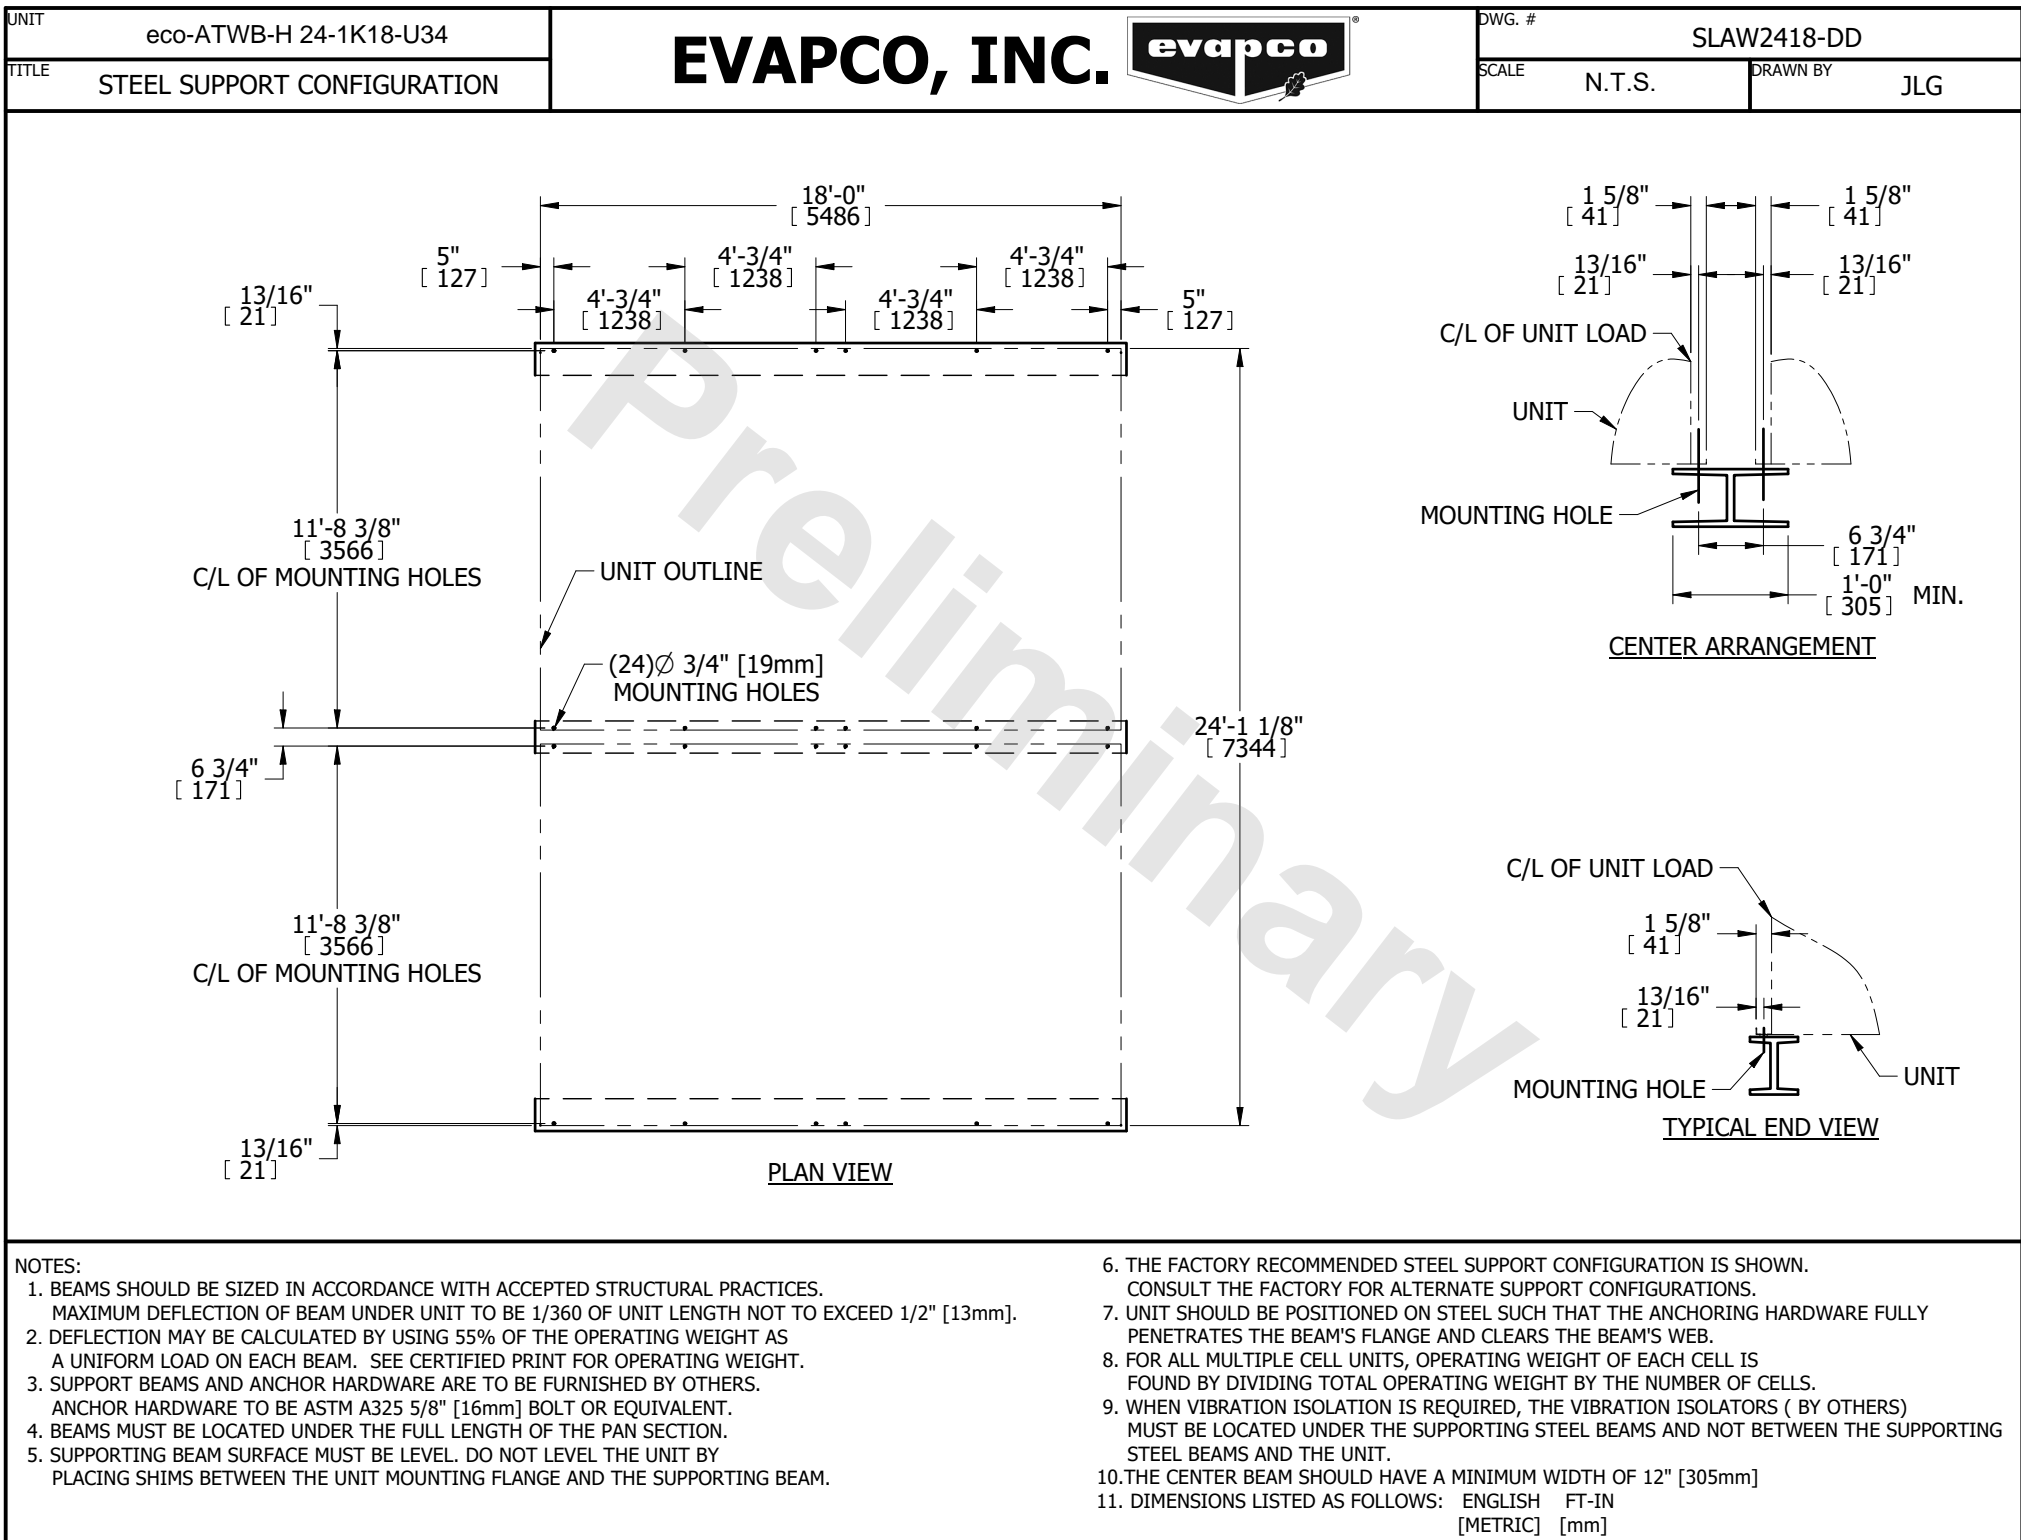 UNIT
eco-ATWB-H 24-1K18-U34
TITLE
STEEL SUPPORT CONFIGURATION
EVAPCO, INC.
evapco
®
DWG. #
SLAW2418-DD
SCALE
N.T.S.
DRAWN BY
JLG
18'-0"
[ 5486 ]
5"
[ 127 ]
4'-3/4"
[ 1238 ]
4'-3/4"
[ 1238 ]
13/16"
[ 21 ]
4'-3/4"
[ 1238 ]
4'-3/4"
[ 1238 ]
5"
[ 127 ]
11'-8 3/8"
[ 3566 ]
C/L OF MOUNTING HOLES
UNIT OUTLINE
(24)∅ 3/4" [19mm]
MOUNTING HOLES
6 3/4"
[ 171 ]
24'-1 1/8"
[ 7344 ]
11'-8 3/8"
[ 3566 ]
C/L OF MOUNTING HOLES
13/16"
[ 21 ]
PLAN VIEW
Preliminary
1 5/8"
[ 41 ]
1 5/8"
[ 41 ]
13/16"
[ 21 ]
13/16"
[ 21 ]
C/L OF UNIT LOAD
UNIT
MOUNTING HOLE
6 3/4"
[ 171 ]
1'-0"
[ 305 ]
MIN.
CENTER ARRANGEMENT
C/L OF UNIT LOAD
1 5/8"
[ 41 ]
13/16"
[ 21 ]
MOUNTING HOLE
UNIT
TYPICAL END VIEW
NOTES:
1. BEAMS SHOULD BE SIZED IN ACCORDANCE WITH ACCEPTED STRUCTURAL PRACTICES.
MAXIMUM DEFLECTION OF BEAM UNDER UNIT TO BE 1/360 OF UNIT LENGTH NOT TO EXCEED 1/2" [13mm].
2. DEFLECTION MAY BE CALCULATED BY USING 55% OF THE OPERATING WEIGHT AS
A UNIFORM LOAD ON EACH BEAM. SEE CERTIFIED PRINT FOR OPERATING WEIGHT.
3. SUPPORT BEAMS AND ANCHOR HARDWARE ARE TO BE FURNISHED BY OTHERS.
ANCHOR HARDWARE TO BE ASTM A325 5/8" [16mm] BOLT OR EQUIVALENT.
4. BEAMS MUST BE LOCATED UNDER THE FULL LENGTH OF THE PAN SECTION.
5. SUPPORTING BEAM SURFACE MUST BE LEVEL. DO NOT LEVEL THE UNIT BY
PLACING SHIMS BETWEEN THE UNIT MOUNTING FLANGE AND THE SUPPORTING BEAM.
6. THE FACTORY RECOMMENDED STEEL SUPPORT CONFIGURATION IS SHOWN.
CONSULT THE FACTORY FOR ALTERNATE SUPPORT CONFIGURATIONS.
7. UNIT SHOULD BE POSITIONED ON STEEL SUCH THAT THE ANCHORING HARDWARE FULLY
PENETRATES THE BEAM'S FLANGE AND CLEARS THE BEAM'S WEB.
8. FOR ALL MULTIPLE CELL UNITS, OPERATING WEIGHT OF EACH CELL IS
FOUND BY DIVIDING TOTAL OPERATING WEIGHT BY THE NUMBER OF CELLS.
9. WHEN VIBRATION ISOLATION IS REQUIRED, THE VIBRATION ISOLATORS ( BY OTHERS)
MUST BE LOCATED UNDER THE SUPPORTING STEEL BEAMS AND NOT BETWEEN THE SUPPORTING
STEEL BEAMS AND THE UNIT.
10.THE CENTER BEAM SHOULD HAVE A MINIMUM WIDTH OF 12" [305mm]
11. DIMENSIONS LISTED AS FOLLOWS: ENGLISH FT-IN
[METRIC] [mm]